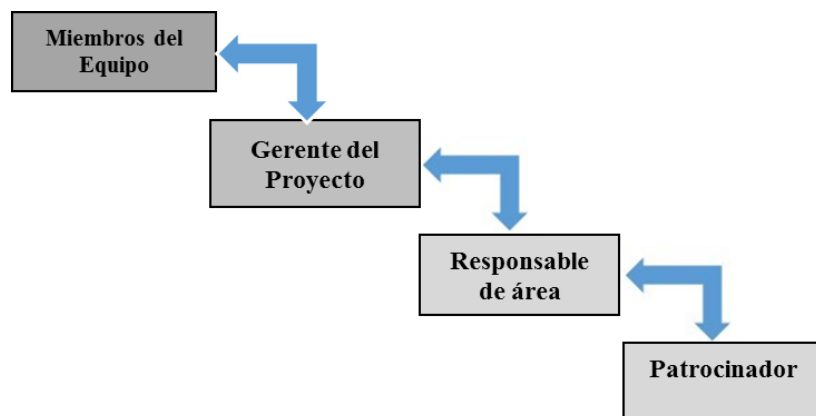 Miembros del
Equipo
Gerente del
Proyecto
Responsable
de área
Patrocinador